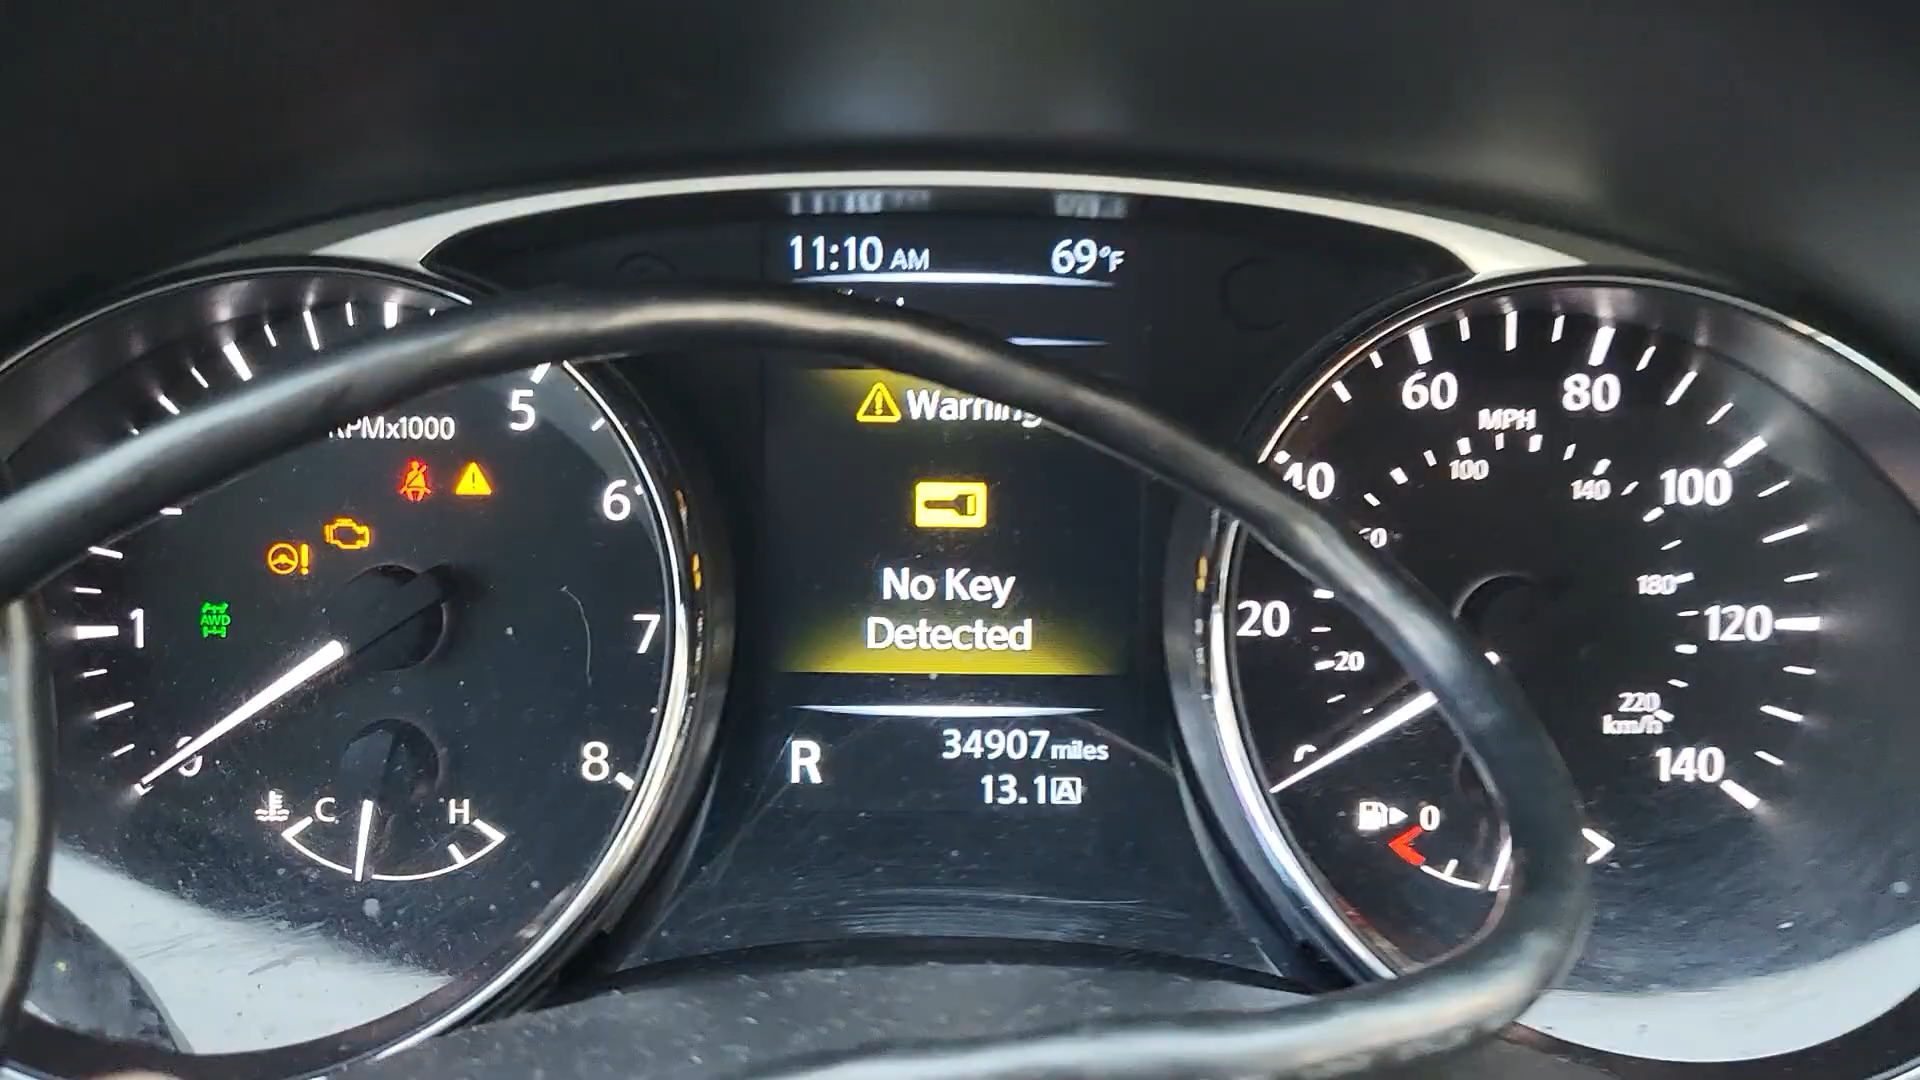 11:10 AM 69°F
Warning
No Key
Detected
R 34907 miles
13.1 A
RPMx1000
5
6
7
8
1
AWD
C H
MPH
20
40
60
80
100
120
140
20
100
140
180
220
km/h
0